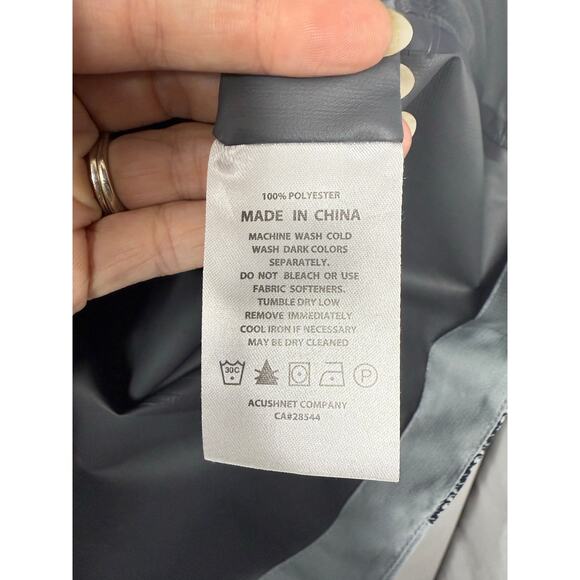 100% POLYESTER
MADE IN CHINA
MACHINE WASH COLD
WASH DARK COLORS
SEPARATELY.
DO NOT BLEACH OR USE
FABRIC SOFTENERS.
TUMBLE DRY LOW
REMOVE IMMEDIATELY
COOL IRON IF NECESSARY
MAY BE DRY CLEANED
30C P
ACUSHNET COMPANY
CA#28544